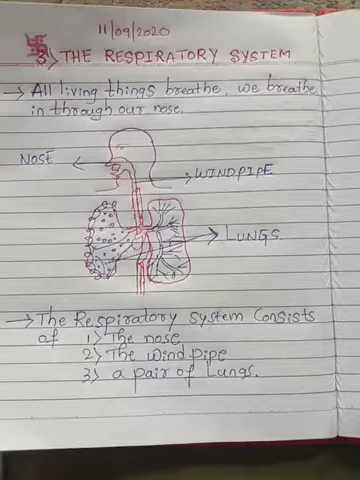 11/09/2020
3) THE RESPIRATORY SYSTEM
→ All living things breathe, we breathe
in through our nose.
NOSE
WINDPIPE
LUNGS
→ The Respiratory system Consists
of 1) The nose
2) The wind pipe
3) a pair of Lungs.